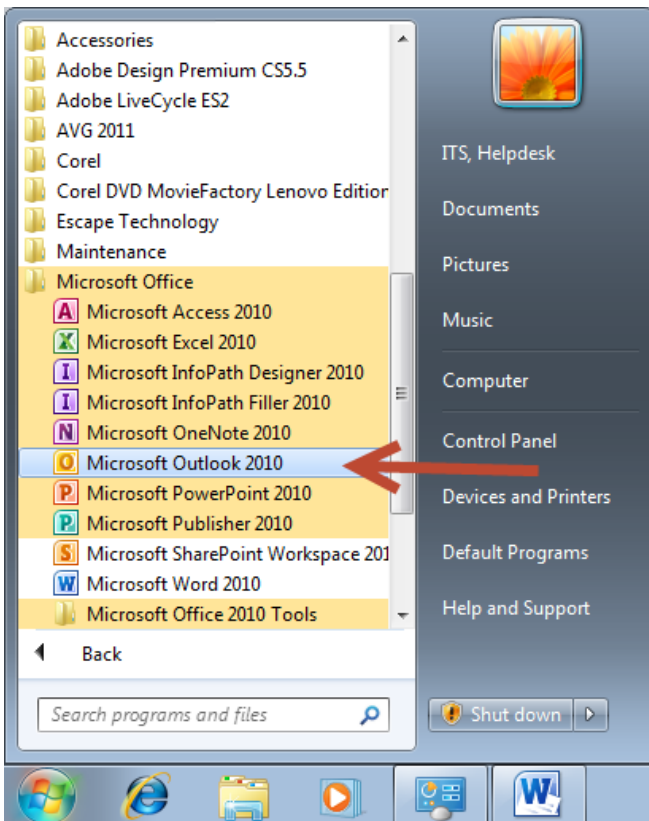 Accessories
Adobe Design Premium CS5.5
Adobe LiveCycle ES2
AVG 2011
Corel
Corel DVD MovieFactory Lenovo Edition
Escape Technology
Maintenance
Microsoft Office
Microsoft Access 2010
Microsoft Excel 2010
Microsoft InfoPath Designer 2010
Microsoft InfoPath Filler 2010
Microsoft OneNote 2010
Microsoft Outlook 2010
Microsoft PowerPoint 2010
Microsoft Publisher 2010
Microsoft SharePoint Workspace 201
Microsoft Word 2010
Microsoft Office 2010 Tools
Back
Search programs and files
ITS, Helpdesk
Documents
Pictures
Music
Computer
Control Panel
Devices and Printers
Default Programs
Help and Support
Shut down